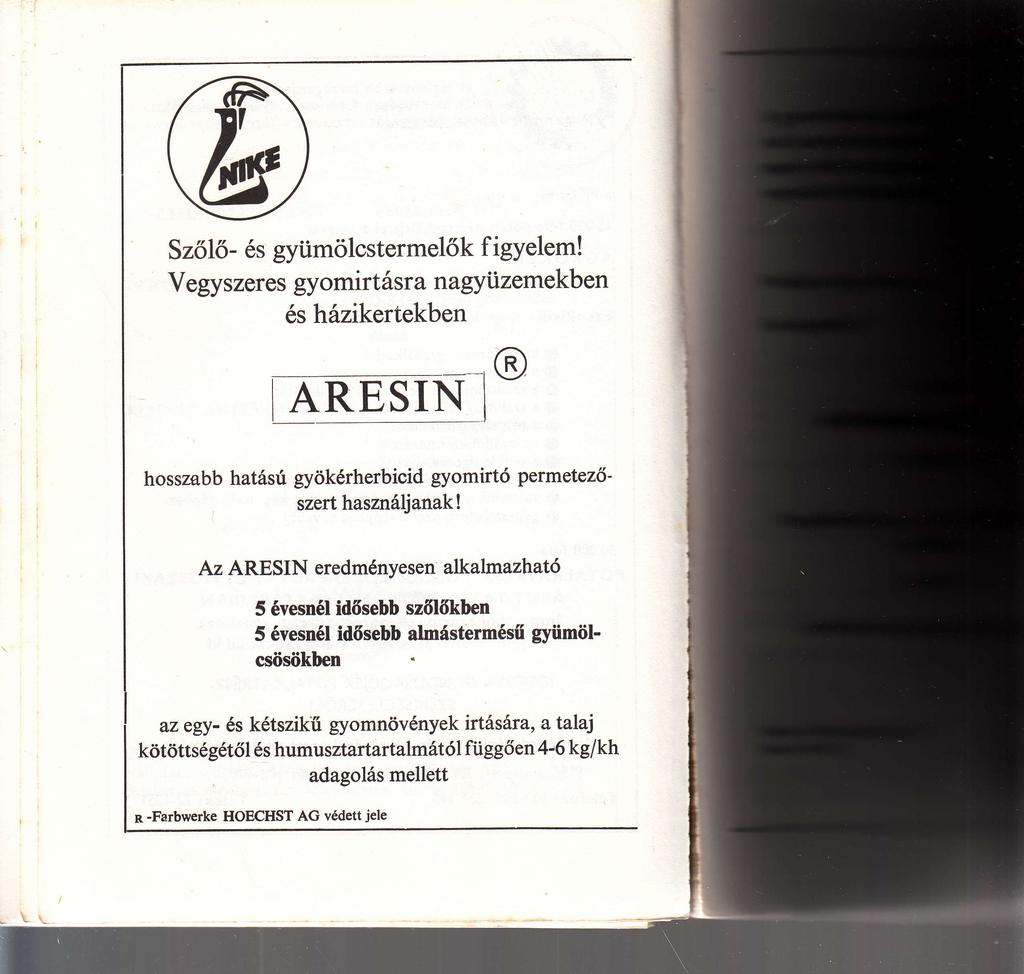 NIKE
Szőlő- és gyümölcstermelők figyelem!
Vegyszeres gyomirtásra nagyüzemekben
és házikertekben
ARESIN ®
hosszabb hatású gyökérherbicid gyomirtó permetező-
szert használjanak!
Az ARESIN eredményesen alkalmazható
5 évesnél idősebb szőlőkben
5 évesnél idősebb almástermésű gyümöl-
csösökben
az egy- és kétszikű gyomnövények irtására, a talaj
kötöttségétől és humusztartartalmától függően 4-6 kg/kh
adagolás mellett
R -Farbwerke HOECHST AG védett jele